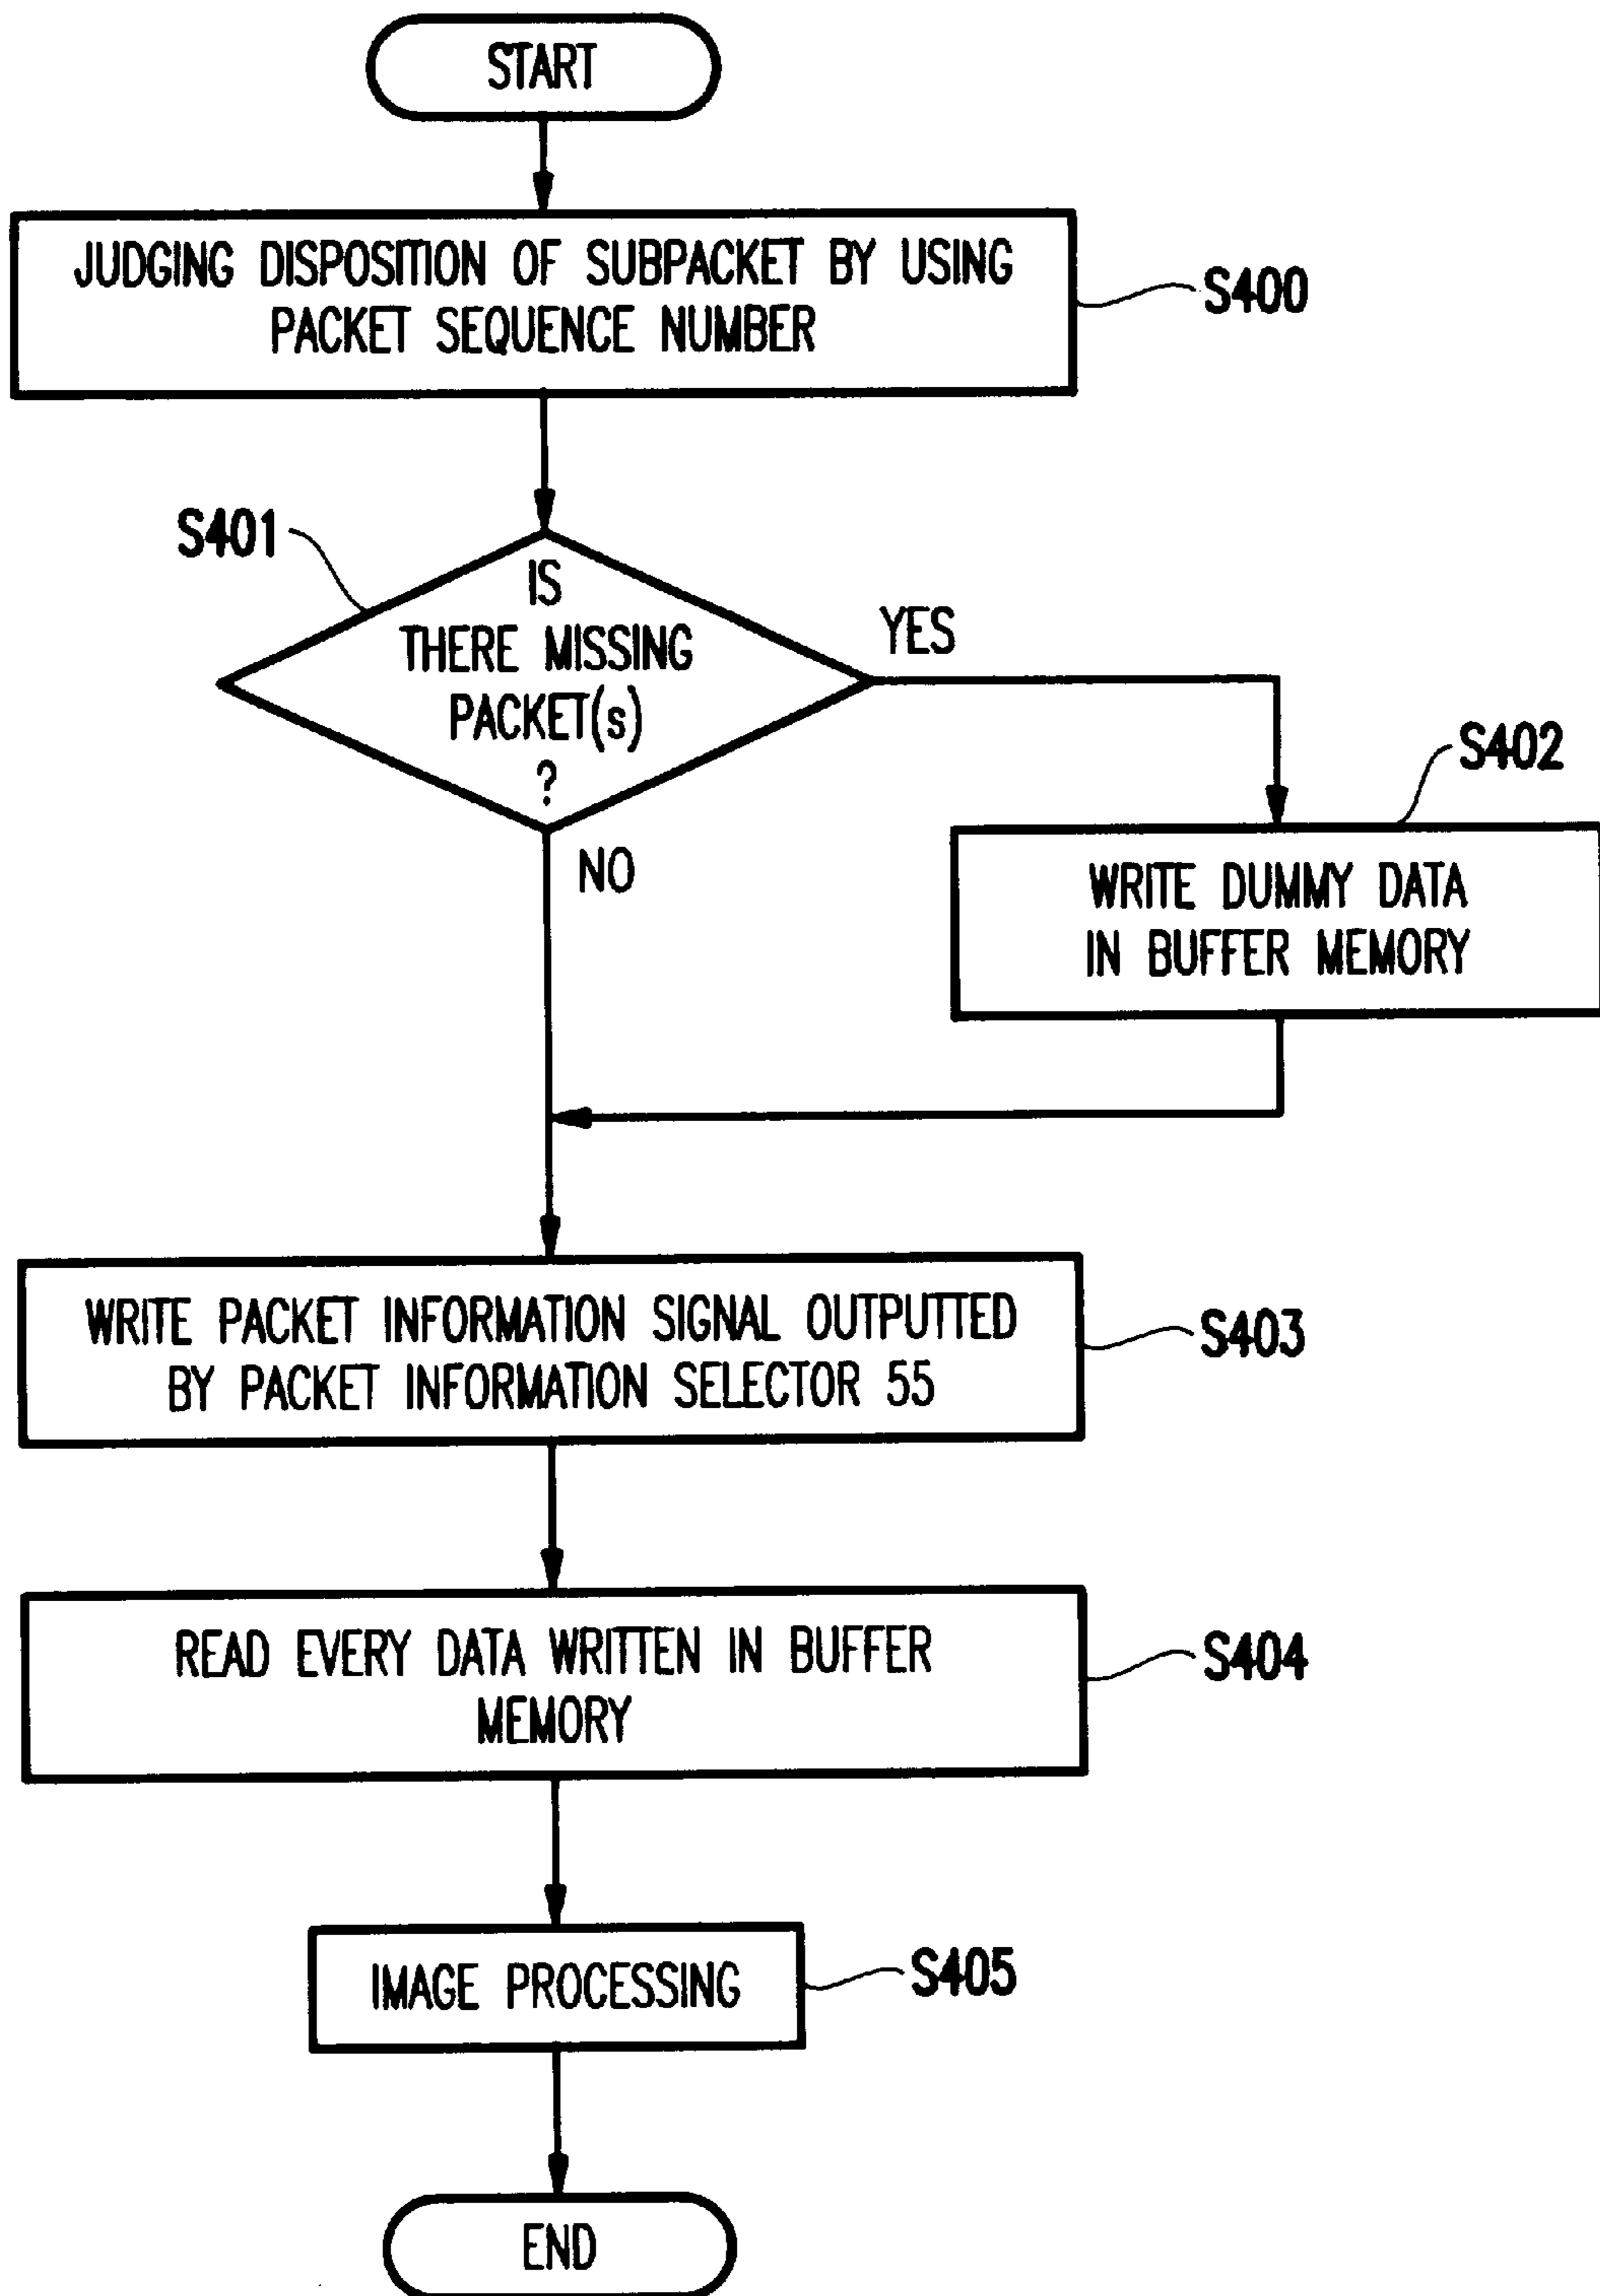 START
JUDGING DISPOSITION OF SUBPACKET BY USING
PACKET SEQUENCE NUMBER
S400
S401
IS
THERE MISSING
PACKET(s)
?
YES
NO
S402
WRITE DUMMY DATA
IN BUFFER MEMORY
WRITE PACKET INFORMATION SIGNAL OUTPUTTED
BY PACKET INFORMATION SELECTOR 55
S403
READ EVERY DATA WRITTEN IN BUFFER
MEMORY
S404
IMAGE PROCESSING
S405
END